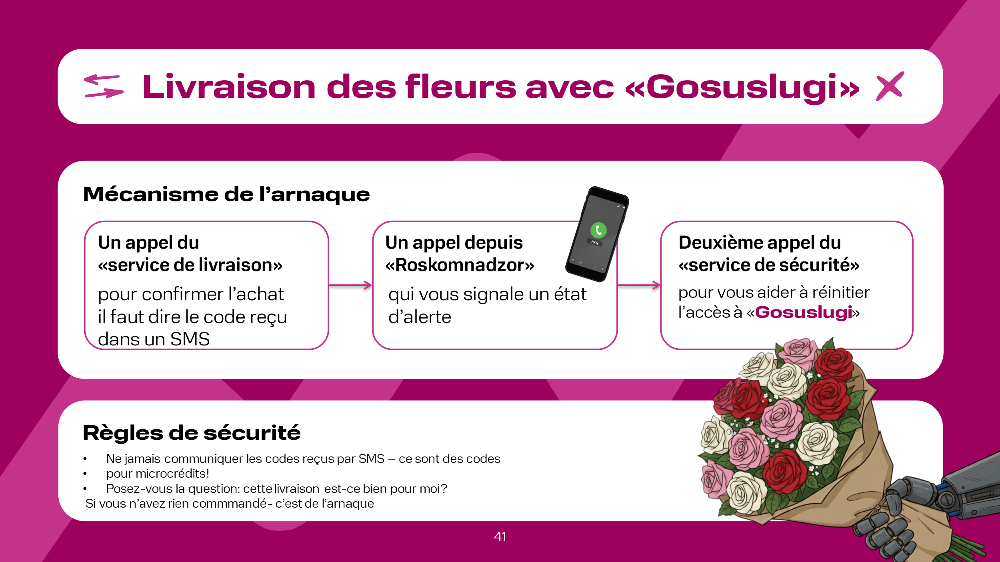 Livraison des fleurs avec «Gosuslugi»
Mécanisme de l’arnaque
Un appel du
«service de livraison»
pour confirmer l’achat
il faut dire le code reçu
dans un SMS
Un appel depuis
«Roskomnadzor»
qui vous signale un état
d’alerte
РКН
Deuxième appel du
«service de sécurité»
pour vous aider à réinitier
l’accès à «Gosuslugi»
Règles de sécurité
• Ne jamais communiquer les codes reçus par SMS – ce sont des codes
• pour microcrédits!
• Posez-vous la question: cette livraison est-ce bien pour moi?
Si vous n’avez rien commmandé- c’est de l’arnaque
41